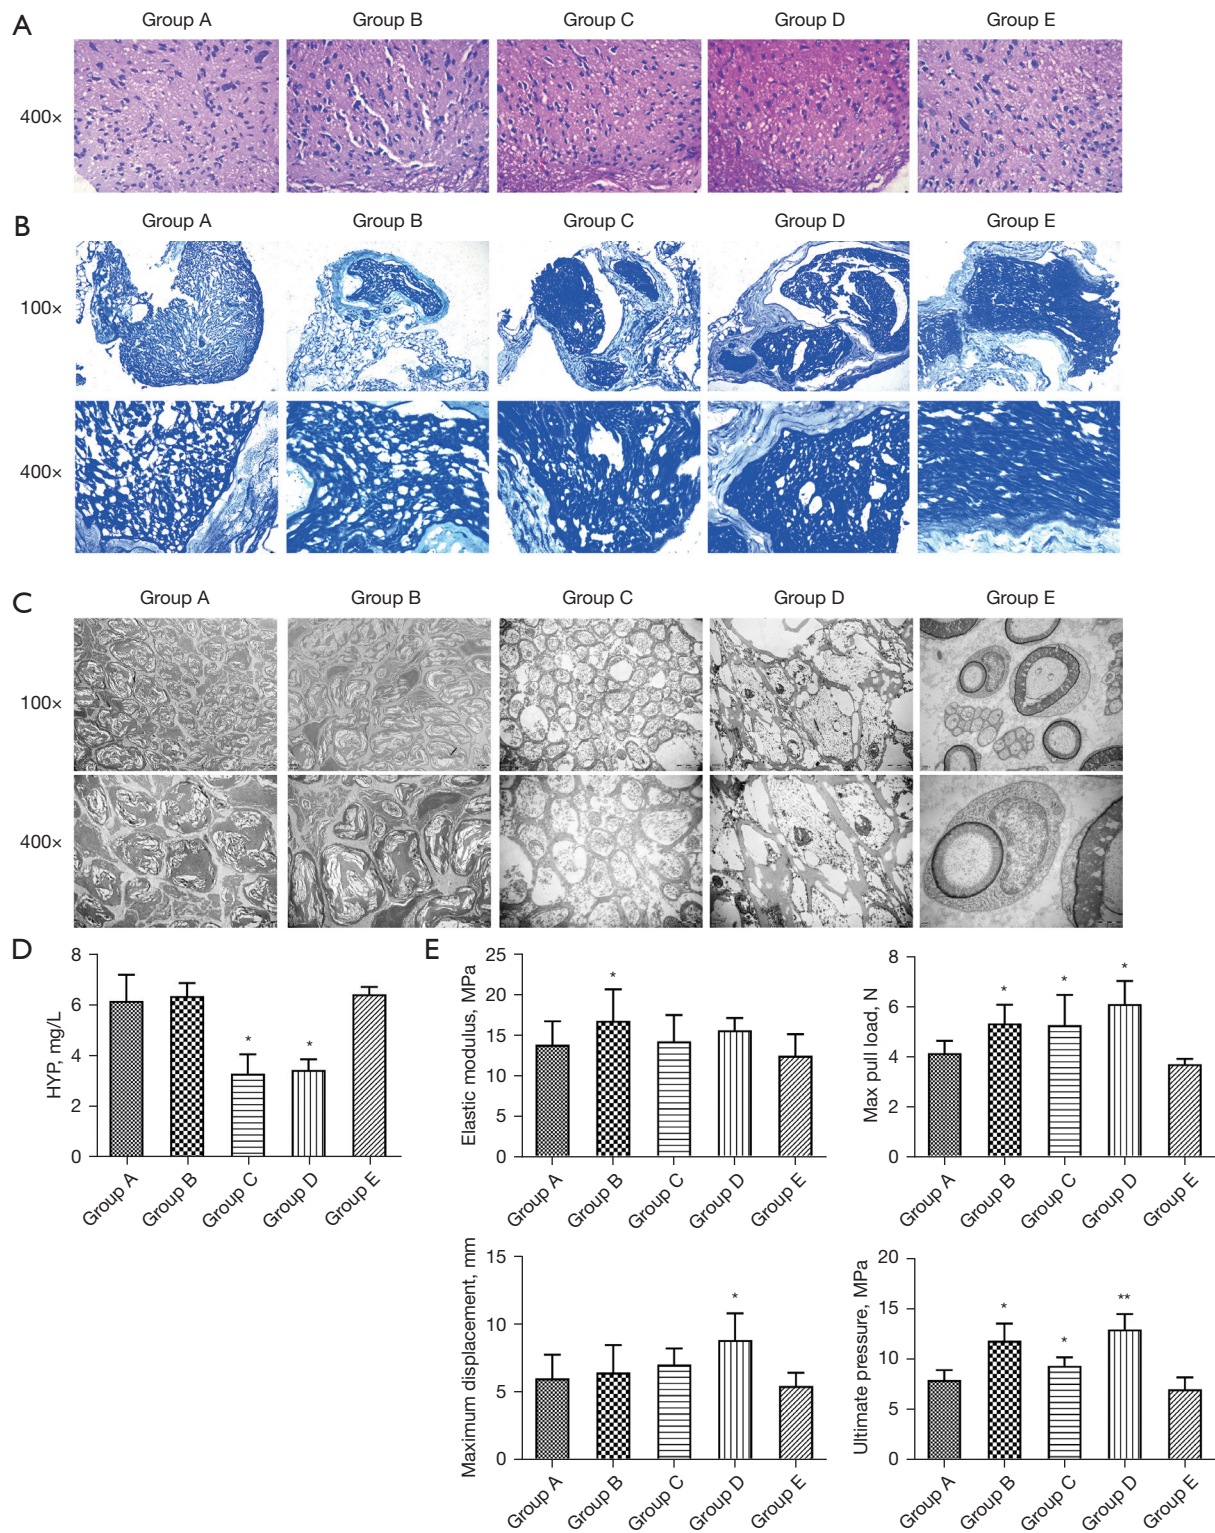 A
Group A Group B Group C Group D Group E
400×
B
Group A Group B Group C Group D Group E
100×
400×
C
Group A Group B Group C Group D Group E
100×
400×
D
HYP, mg/L
8
6
4
2
0
* *
Group A Group B Group C Group D Group E
E
Elastic modulus, MPa
25
20
15
10
5
0
*
Group A Group B Group C Group D Group E
Max pull load, N
8
6
4
2
0
* * *
Group A Group B Group C Group D Group E
Maximum displacement, mm
15
10
5
0
*
Group A Group B Group C Group D Group E
Ultimate pressure, MPa
20
15
10
5
0
* * **
Group A Group B Group C Group D Group E